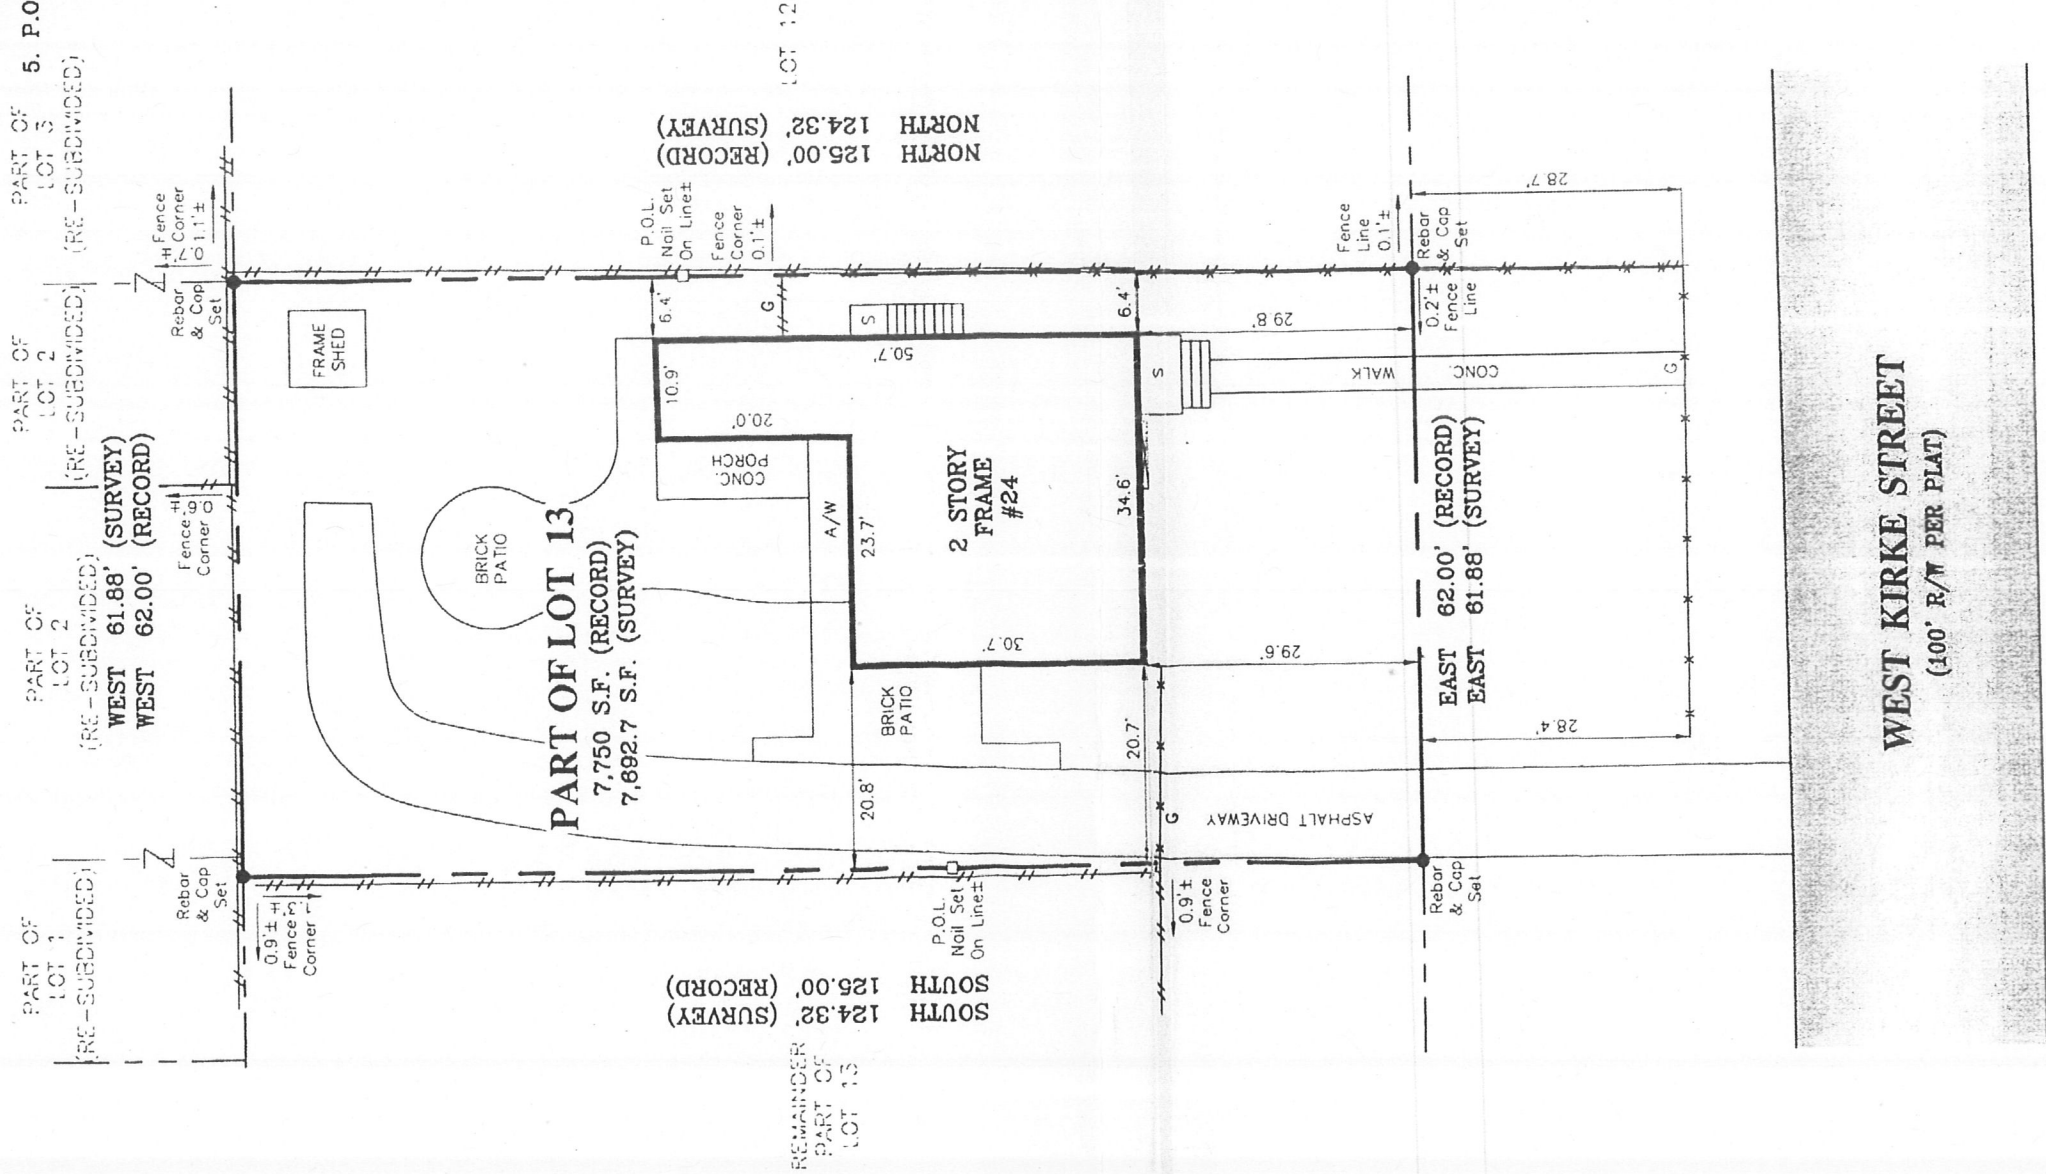 5. P.O
PART OF
LOT 3
(RE-SUBDIVIDED)
PART OF
LOT 2
(RE-SUBDIVIDED)
PART OF
LOT 2
(RE-SUBDIVIDED)
PART OF
LOT 1
(RE-SUBDIVIDED)
WEST 61.88' (SURVEY)
WEST 62.00' (RECORD)
Fence
Corner
1.1'±
0.7'±
Rebar
& Cap
Set
Fence
Corner
0.6'±
Rebar
& Cap
Set
0.9'±
Fence
Corner
LOT 12
NORTH 125.00' (RECORD)
NORTH 124.32' (SURVEY)
P.O.L.
Nail Set
On Line±
Fence
Corner
0.1'±
FRAME
SHED
6.4'
G
S
50.7'
10.9'
20.0'
CONC.
PORCH
A/W
23.7'
BRICK
PATIO
PART OF LOT 13
7,750 S.F. (RECORD)
7,692.7 S.F. (SURVEY)
2 STORY
FRAME
#24
34.6'
30.7'
BRICK
PATIO
20.8'
20.7'
6.4'
S
29.8'
CONC. WALK
G
29.6'
G
ASPHALT DRIVEWAY
Fence
Line
0.1'±
Rebar
& Cap
Set
0.2'±
Fence
Line
28.7'
EAST 62.00' (RECORD)
EAST 61.88' (SURVEY)
28.4'
Rebar
& Cap
Set
P.O.L.
Nail Set
On Line±
0.9'±
Fence
Corner
SOUTH 124.32' (SURVEY)
SOUTH 125.00' (RECORD)
REMAINDER
PART OF
LOT 13
WEST KIRKE STREET
(100' R/W PER PLAT)